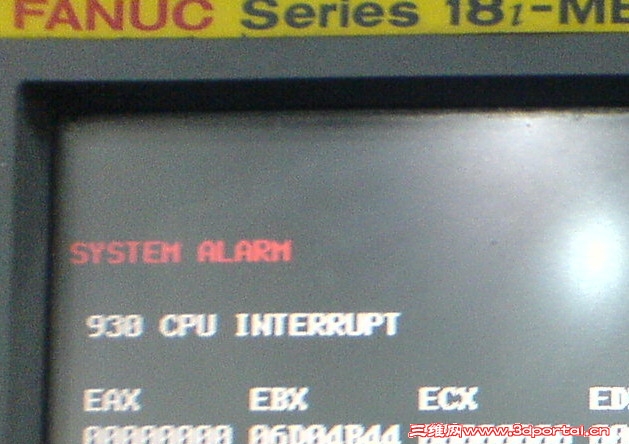 FANUC Series 18i-MB
SYSTEM ALARM
930 CPU INTERRUPT
EAX EBX ECX
00000000 06D04B44
三维网www.3dportal.cn